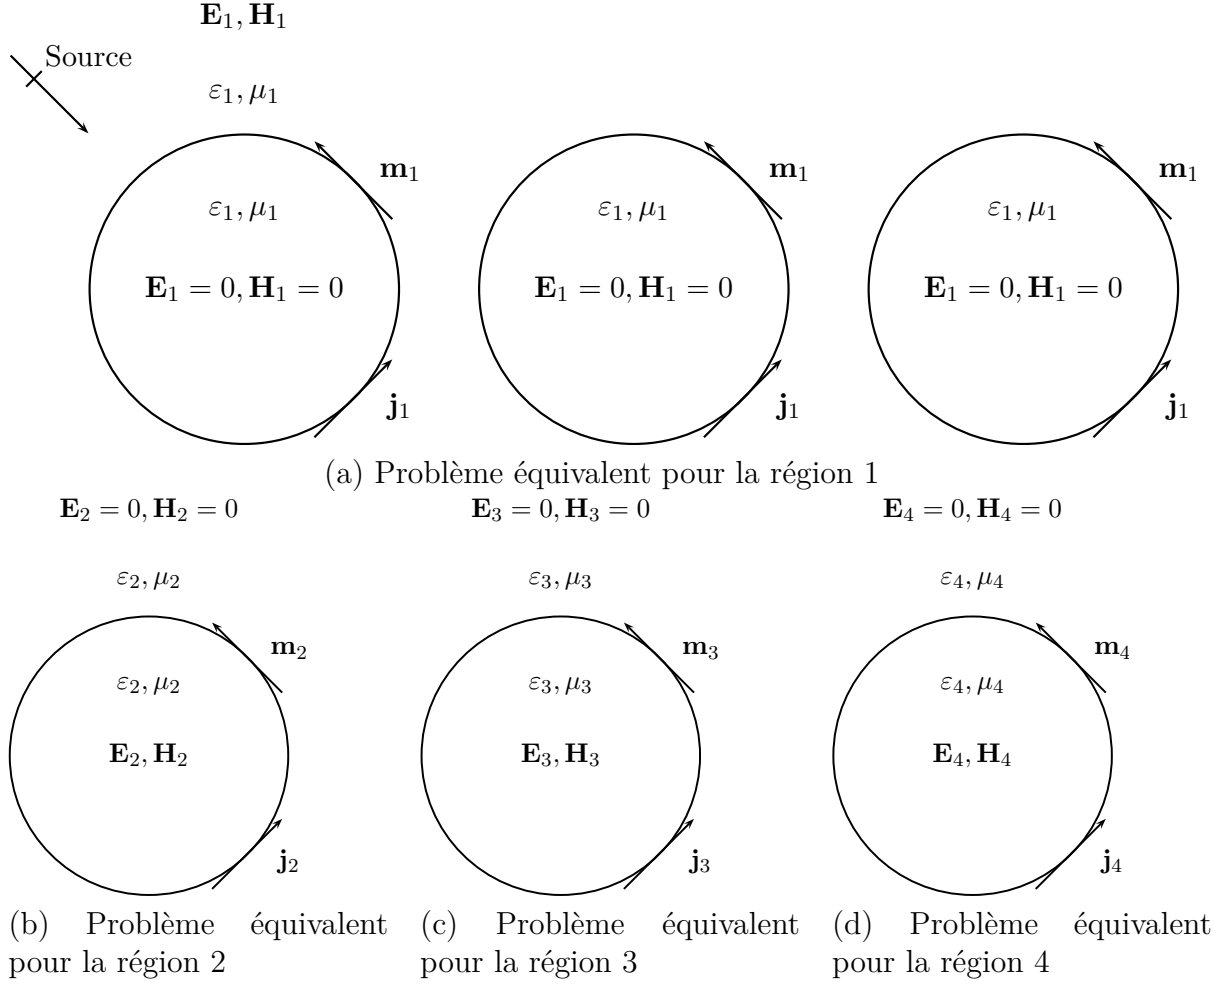 E₁, H₁
Source
ε₁, μ₁
m₁ m₁ m₁
ε₁, μ₁ ε₁, μ₁ ε₁, μ₁
E₁ = 0, H₁ = 0 E₁ = 0, H₁ = 0 E₁ = 0, H₁ = 0
j₁ j₁ j₁
(a) Problème équivalent pour la région 1
E₂ = 0, H₂ = 0 E₃ = 0, H₃ = 0 E₄ = 0, H₄ = 0
ε₂, μ₂ ε₃, μ₃ ε₄, μ₄
m₂ m₃ m₄
ε₂, μ₂ ε₃, μ₃ ε₄, μ₄
E₂, H₂ E₃, H₃ E₄, H₄
j₂ j₃ j₄
(b) Problème équivalent
pour la région 2
(c) Problème équivalent
pour la région 3
(d) Problème équivalent
pour la région 4